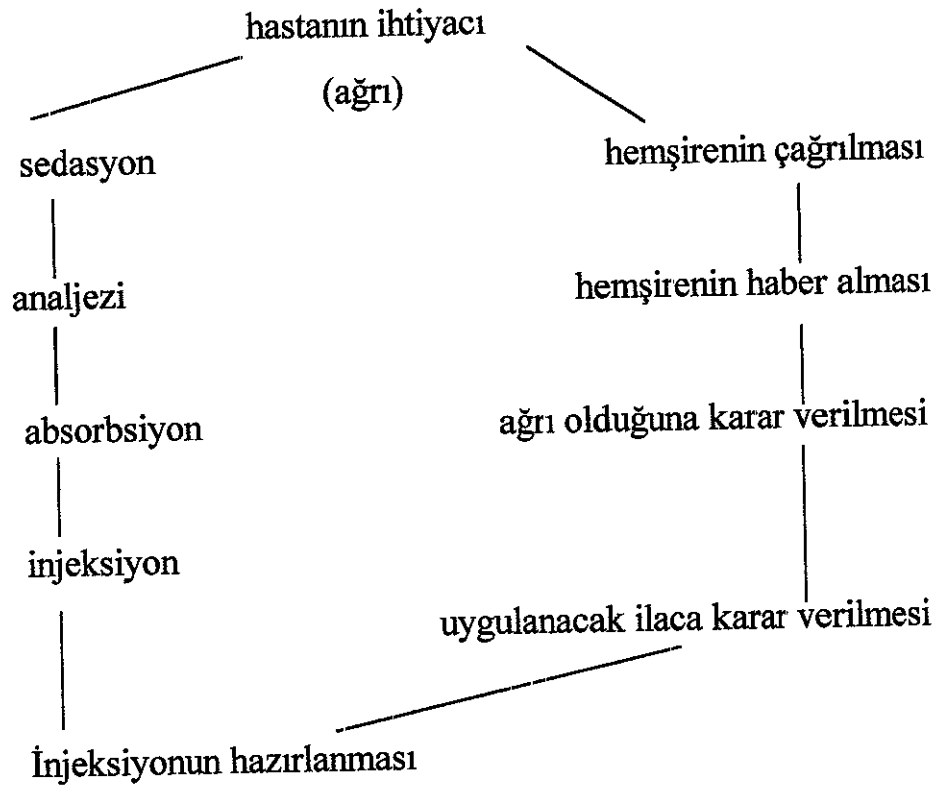 hastanın ihtiyacı
(ağrı)
sedasyon
hemşirenin çağrılması
analjezi
hemşirenin haber alması
absorbsiyon
ağrı olduğuna karar verilmesi
injeksiyon
uygulanacak ilaca karar verilmesi
İnjeksiyonun hazırlanması